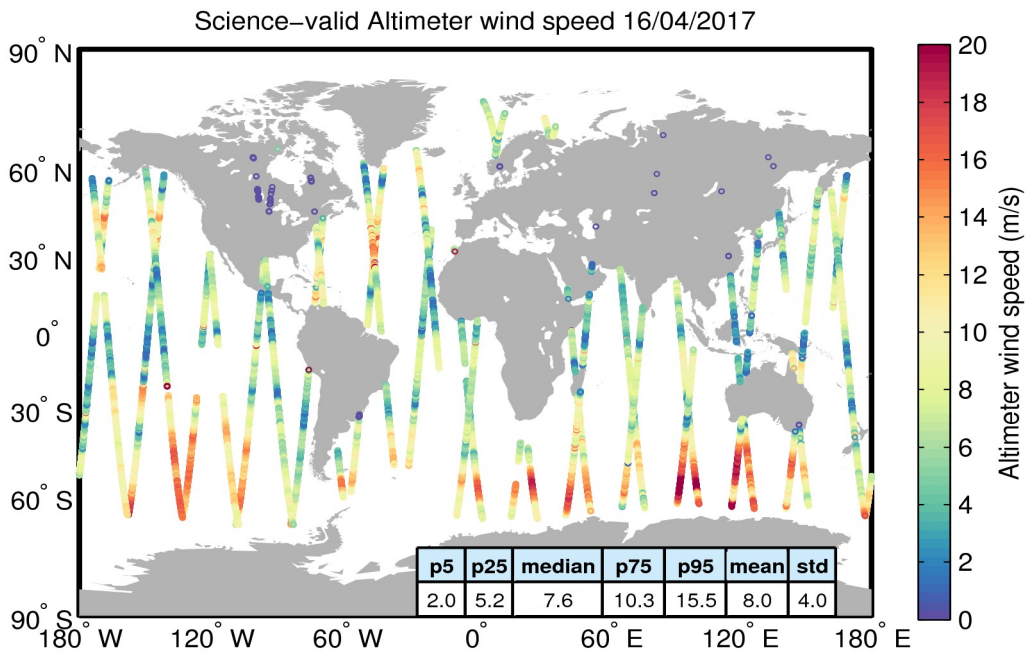 Science−valid Altimeter wind speed 16/04/2017
90° N
60° N
30° N
0°
30° S
60° S
90° S
180° W
120° W
60° W
0°
60° E
120° E
180° E
p5 p25 median p75 p95 mean std
2.0 5.2 7.6 10.3 15.5 8.0 4.0
20
18
16
14
12
10
8
6
4
2
0
Altimeter wind speed (m/s)